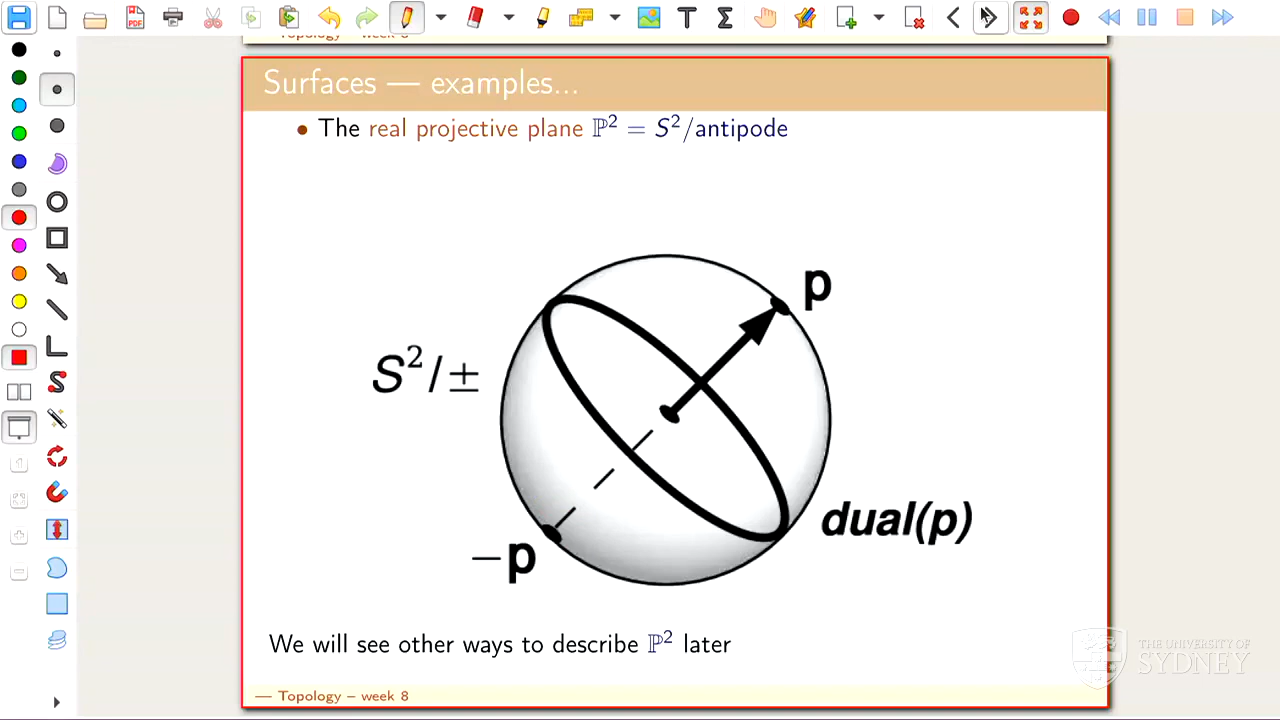 Surfaces — examples...
• The real projective plane ℙ² = S²/antipode
p
S²/±
dual(p)
−p
We will see other ways to describe ℙ² later
— Topology – week 8
THE UNIVERSITY OF
SYDNEY